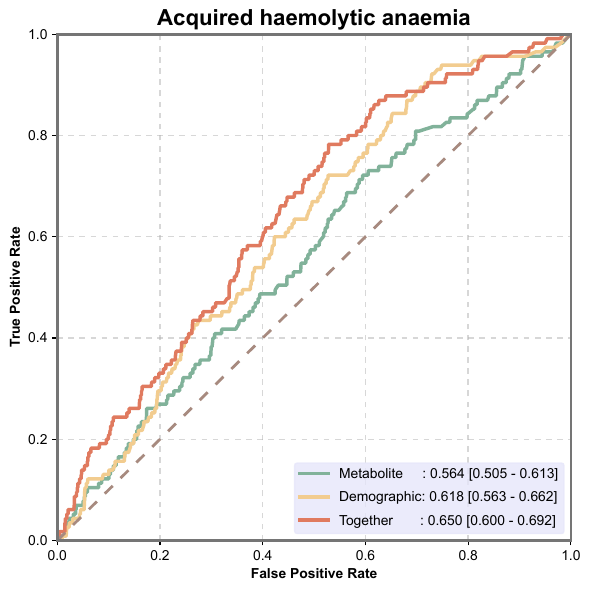 Acquired haemolytic anaemia
True Positive Rate
1.0
0.8
0.6
0.4
0.2
0.0
Metabolite : 0.564 [0.505 - 0.613]
Demographic: 0.618 [0.563 - 0.662]
Together : 0.650 [0.600 - 0.692]
0.0 0.2 0.4 0.6 0.8 1.0
False Positive Rate